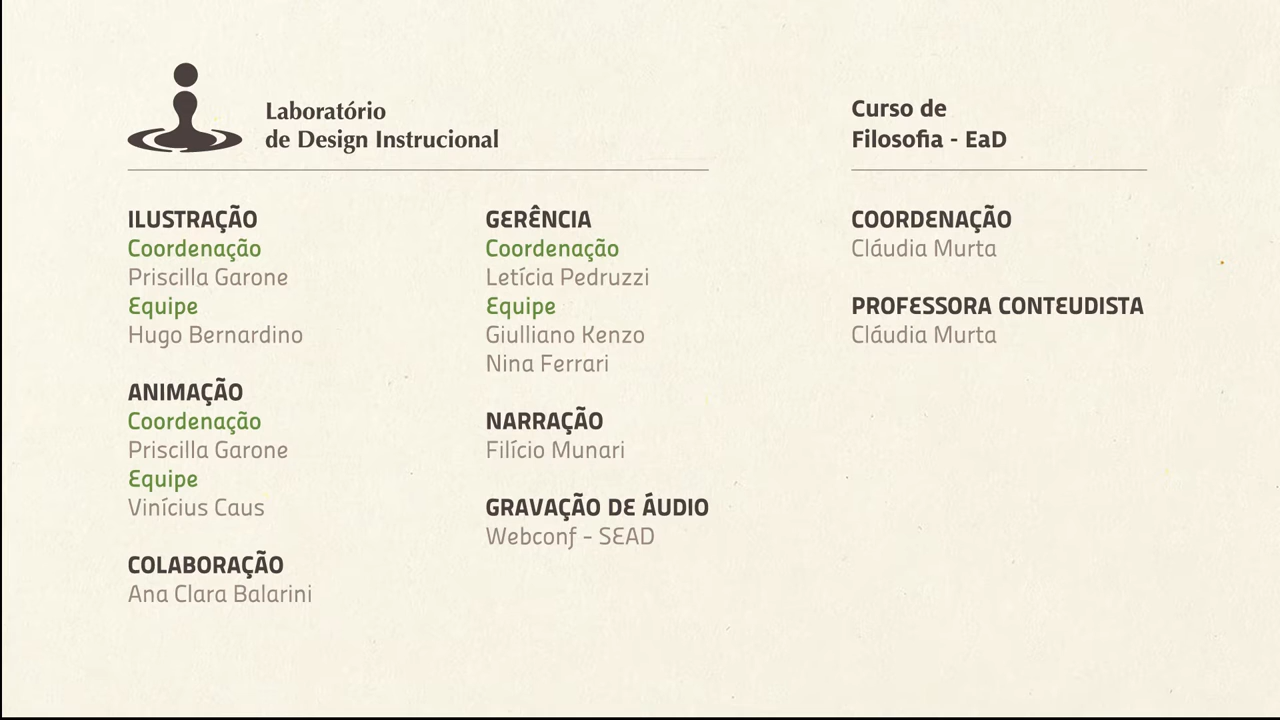 Laboratório
de Design Instrucional
ILUSTRAÇÃO
Coordenação
Priscilla Garone
Equipe
Hugo Bernardino
ANIMAÇÃO
Coordenação
Priscilla Garone
Equipe
Vinícius Caus
COLABORAÇÃO
Ana Clara Balarini
GERÊNCIA
Coordenação
Letícia Pedruzzi
Equipe
Giulliano Kenzo
Nina Ferrari
NARRAÇÃO
Filício Munari
GRAVAÇÃO DE ÁUDIO
Webconf - SEAD
Curso de
Filosofia - EaD
COORDENAÇÃO
Cláudia Murta
PROFESSORA CONTEUDISTA
Cláudia Murta